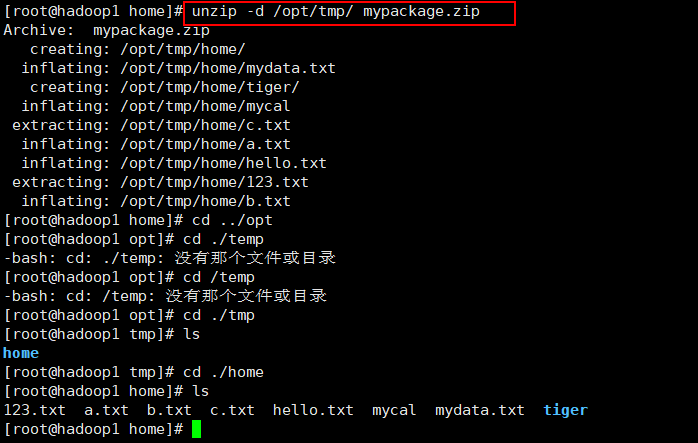 [root@hadoop1 home]# unzip -d /opt/tmp/ mypackage.zip
Archive:  mypackage.zip
   creating: /opt/tmp/home/
  inflating: /opt/tmp/home/mydata.txt
   creating: /opt/tmp/home/tiger/
  inflating: /opt/tmp/home/mycal
 extracting: /opt/tmp/home/c.txt
  inflating: /opt/tmp/home/a.txt
  inflating: /opt/tmp/home/hello.txt
 extracting: /opt/tmp/home/123.txt
  inflating: /opt/tmp/home/b.txt
[root@hadoop1 home]# cd ../opt
[root@hadoop1 opt]# cd ./temp
-bash: cd: ./temp: 没有那个文件或目录
[root@hadoop1 opt]# cd /temp
-bash: cd: /temp: 没有那个文件或目录
[root@hadoop1 opt]# cd ./tmp
[root@hadoop1 tmp]# ls
home
[root@hadoop1 tmp]# cd ./home
[root@hadoop1 home]# ls
123.txt  a.txt  b.txt  c.txt  hello.txt  mycal  mydata.txt  tiger
[root@hadoop1 home]#